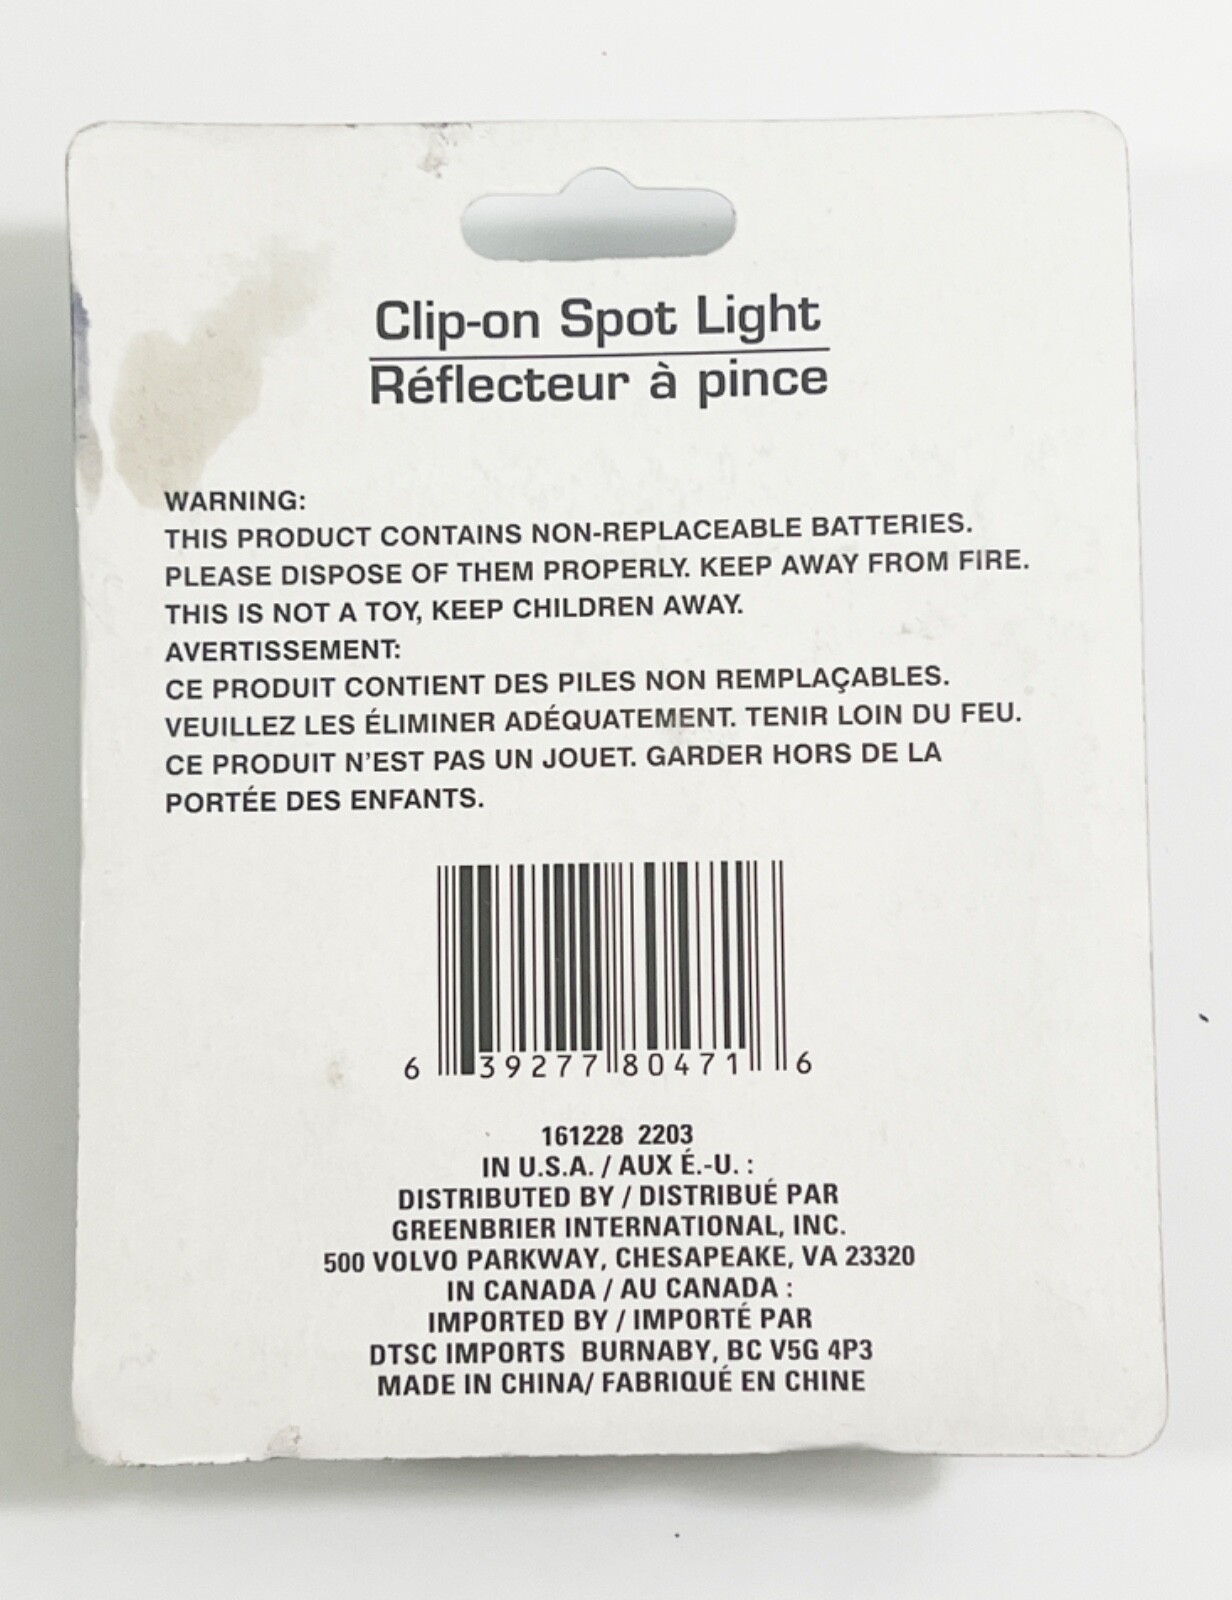 Clip-on Spot Light
Réflecteur à pince
WARNING:
THIS PRODUCT CONTAINS NON-REPLACEABLE BATTERIES.
PLEASE DISPOSE OF THEM PROPERLY. KEEP AWAY FROM FIRE.
THIS IS NOT A TOY, KEEP CHILDREN AWAY.
AVERTISSEMENT:
CE PRODUIT CONTIENT DES PILES NON REMPLAÇABLES.
VEUILLEZ LES ÉLIMINER ADÉQUATEMENT. TENIR LOIN DU FEU.
CE PRODUIT N'EST PAS UN JOUET. GARDER HORS DE LA
PORTÉE DES ENFANTS.
6 39277 80471 6
161228 2203
IN U.S.A. / AUX É.-U. :
DISTRIBUTED BY / DISTRIBUÉ PAR
GREENBRIER INTERNATIONAL, INC.
500 VOLVO PARKWAY, CHESAPEAKE, VA 23320
IN CANADA / AU CANADA :
IMPORTED BY / IMPORTÉ PAR
DTSC IMPORTS BURNABY, BC V5G 4P3
MADE IN CHINA/ FABRIQUÉ EN CHINE